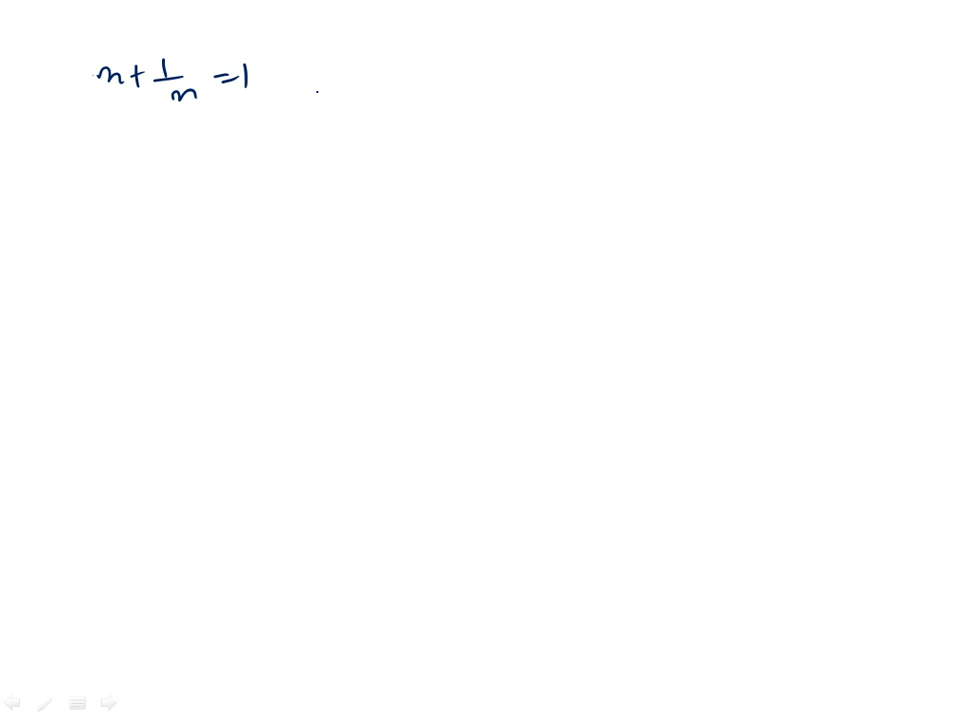 n + 1/n = 1